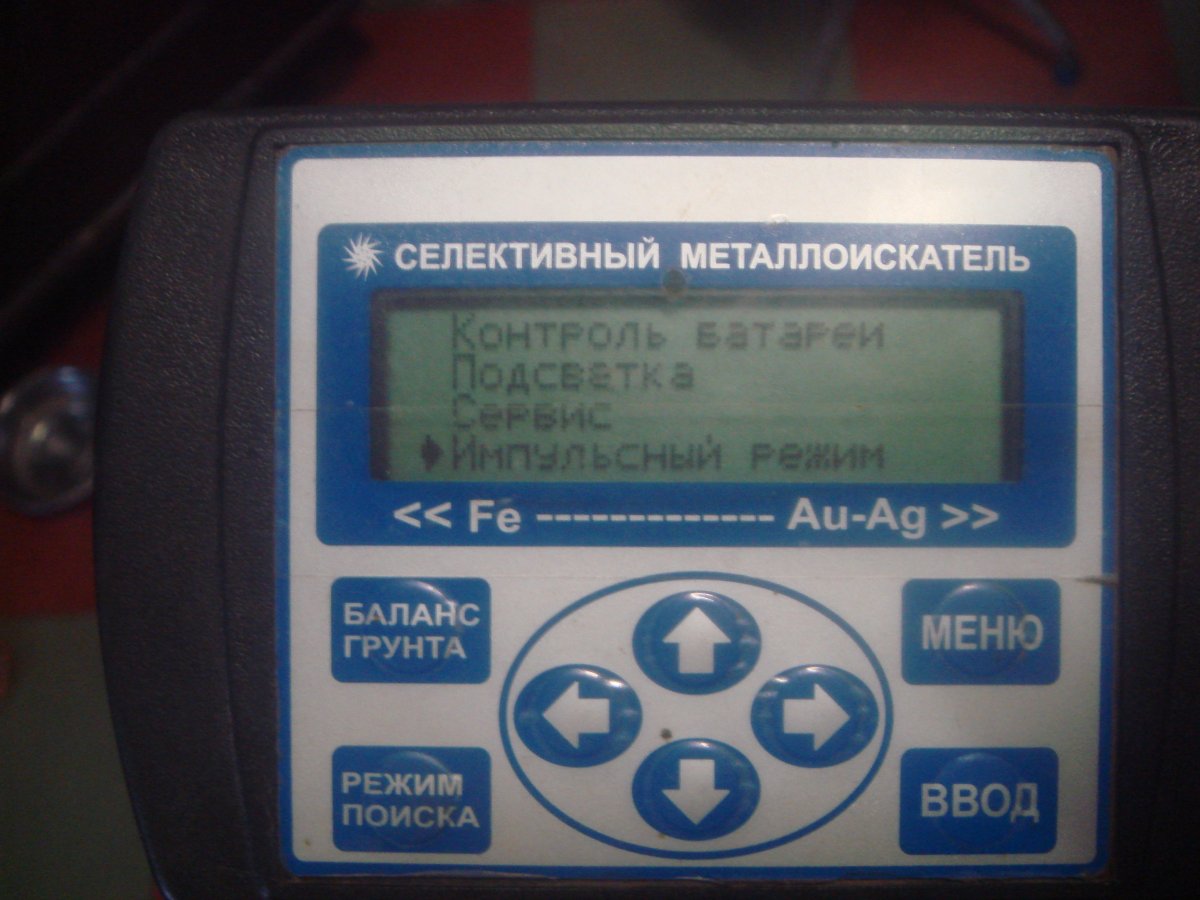 СЕЛЕКТИВНЫЙ МЕТАЛЛОИСКАТЕЛЬ
Контроль батареи
Подсветка
Сервис
Импульсный режим
<< Fe ------------- Au-Ag >>
БАЛАНС
ГРУНТА
МЕНЮ
РЕЖИМ
ПОИСКА
ВВОД